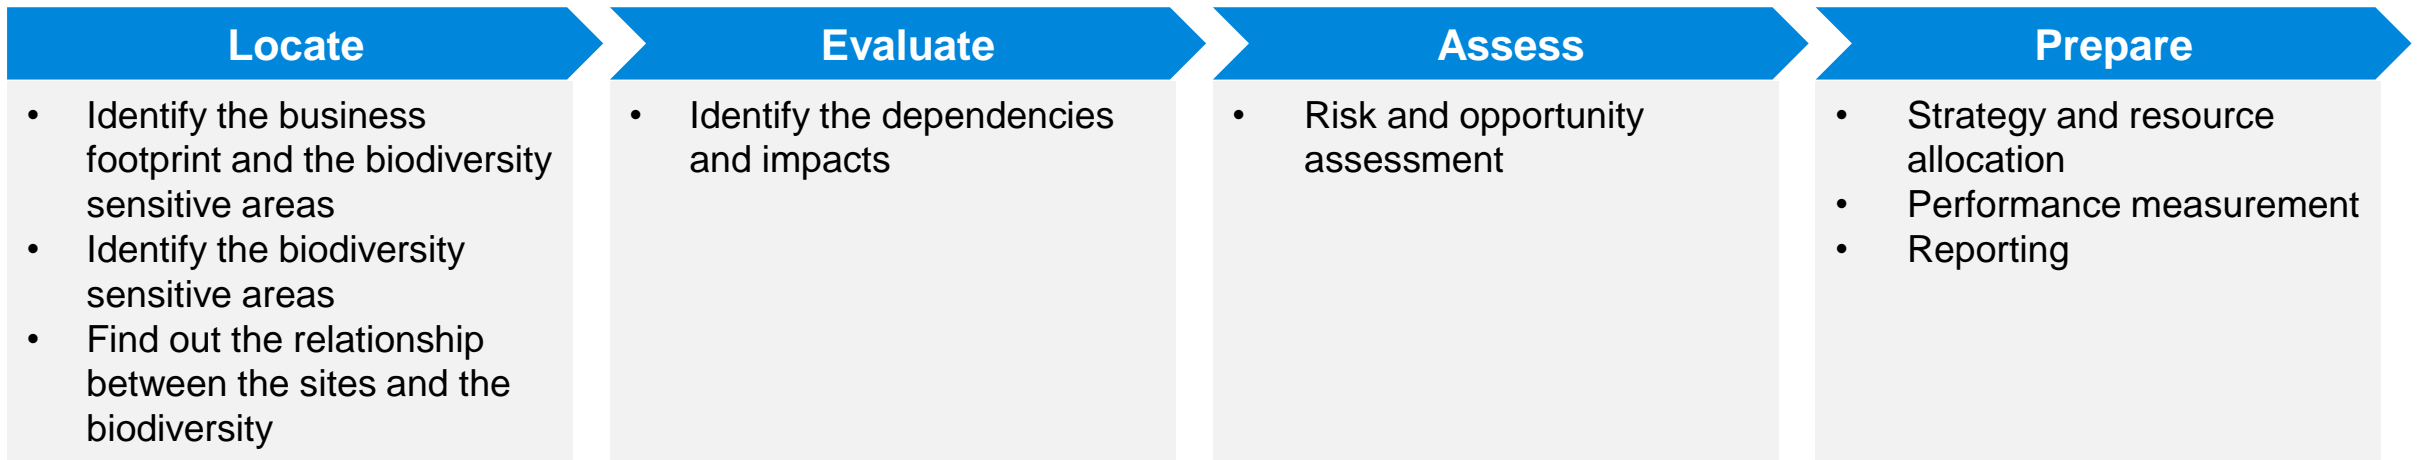 Locate
• Identify the business
footprint and the biodiversity
sensitive areas
• Identify the biodiversity
sensitive areas
• Find out the relationship
between the sites and the
biodiversity
Evaluate
• Identify the dependencies
and impacts
Assess
• Risk and opportunity
assessment
Prepare
• Strategy and resource
allocation
• Performance measurement
• Reporting